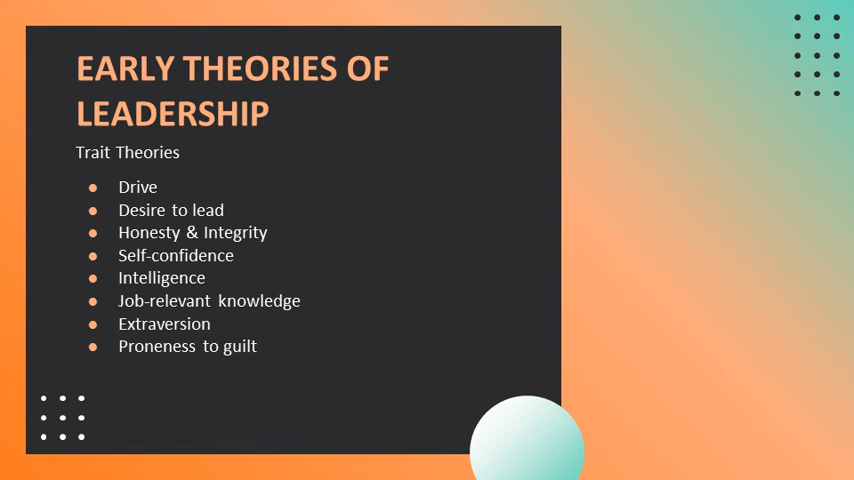 EARLY THEORIES OF
LEADERSHIP
Trait Theories
● Drive
● Desire to lead
● Honesty & Integrity
● Self-confidence
● Intelligence
● Job-relevant knowledge
● Extraversion
● Proneness to guilt